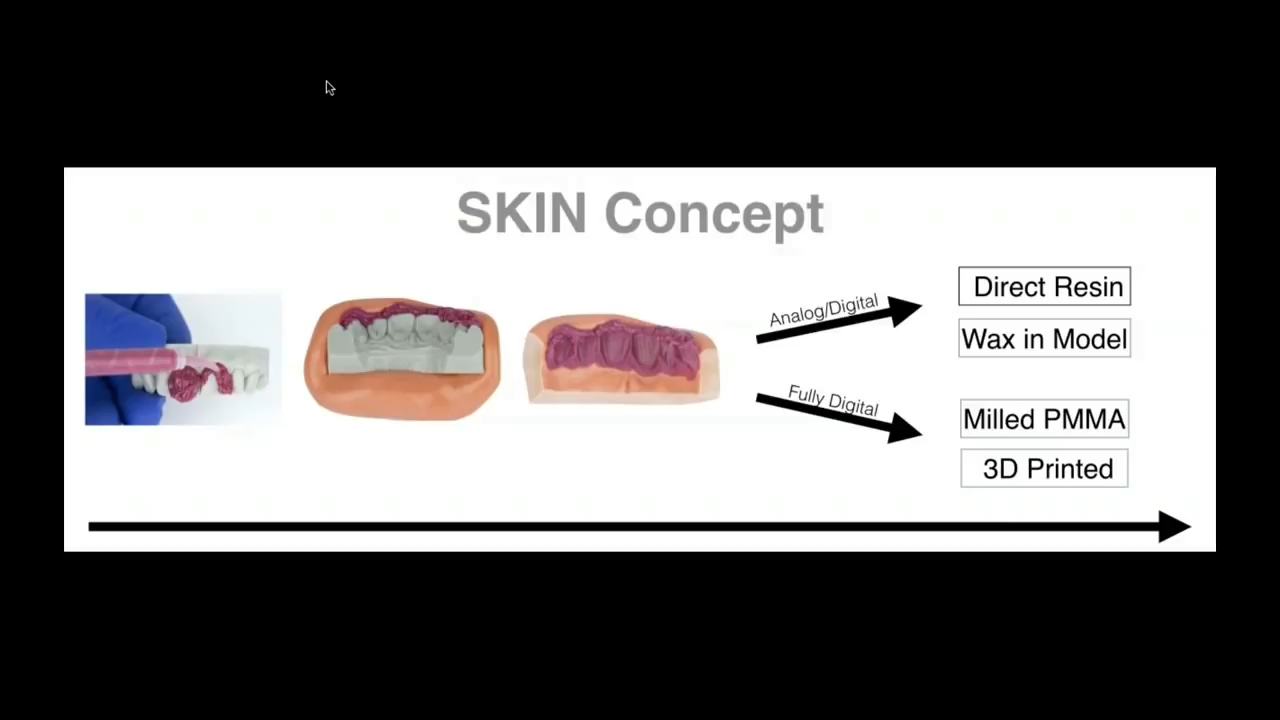 SKIN Concept
Analog/Digital
Direct Resin
Wax in Model
Fully Digital
Milled PMMA
3D Printed